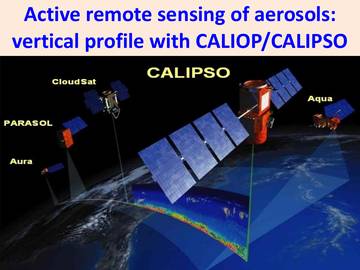 Active remote sensing of aerosols:
vertical profile with CALIOP/CALIPSO
CALIPSO
CloudSat
Aqua
PARASOL
Aura